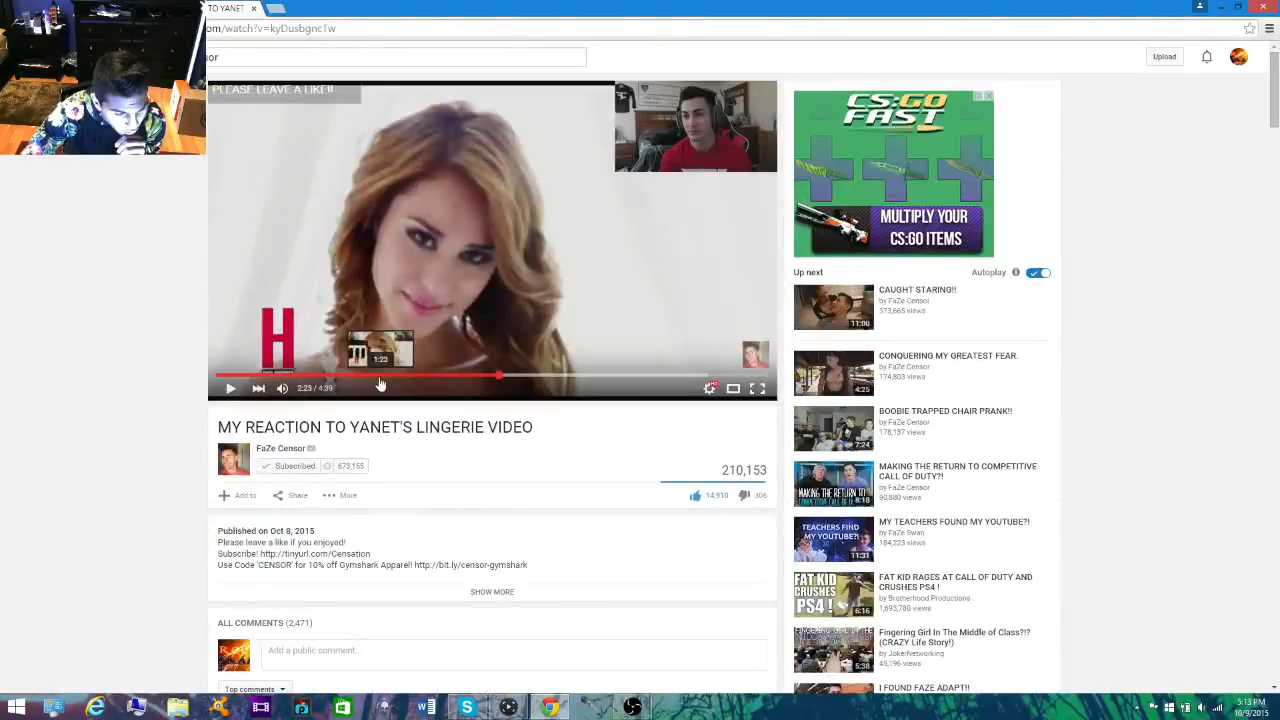 TO YANET
om/watch?v=kyDusbgncTw
sor
Upload
PLEASE LEAVE A LIKE!!
H
1:23
2:23 / 4:39
HD
CS:GO
FAST
MULTIPLY YOUR
CS:GO ITEMS
Up next
Autoplay
CAUGHT STARING!!
by FaZe Censor
373,665 views
11:00
CONQUERING MY GREATEST FEAR.
by FaZe Censor
174,803 views
4:25
BOOBIE TRAPPED CHAIR PRANK!!
by FaZe Censor
178,137 views
7:24
MAKING THE RETURN TO COMPETITIVE
CALL OF DUTY?!
by FaZe Censor
90,880 views
MAKING THE RETURN
8:18
MY TEACHERS FOUND MY YOUTUBE?!
by FaZe Swan
184,223 views
TEACHERS FIND
MY YOUTUBE?!
11:31
FAT KID RAGES AT CALL OF DUTY AND
CRUSHES PS4 !
by Brotherhood Productions
1,693,780 views
FAT KID
CRUSHES
PS4 !
6:16
Fingering Girl In The Middle of Class?!?
(CRAZY Life Story!)
by JokerNetworking
45,196 views
5:38
I FOUND FAZE ADAPT!!
MY REACTION TO YANET'S LINGERIE VIDEO
FaZe Censor
Subscribed
673,155
210,153
Add to
Share
More
14,910
306
Published on Oct 8, 2015
Please leave a like if you enjoyed!
Subscribe! http://tinyurl.com/Censation
Use Code 'CENSOR' for 10% off Gymshark Apparel! http://bit.ly/censor-gymshark
SHOW MORE
ALL COMMENTS (2,471)
Add a public comment...
Top comments
5:13 PM
10/9/2015